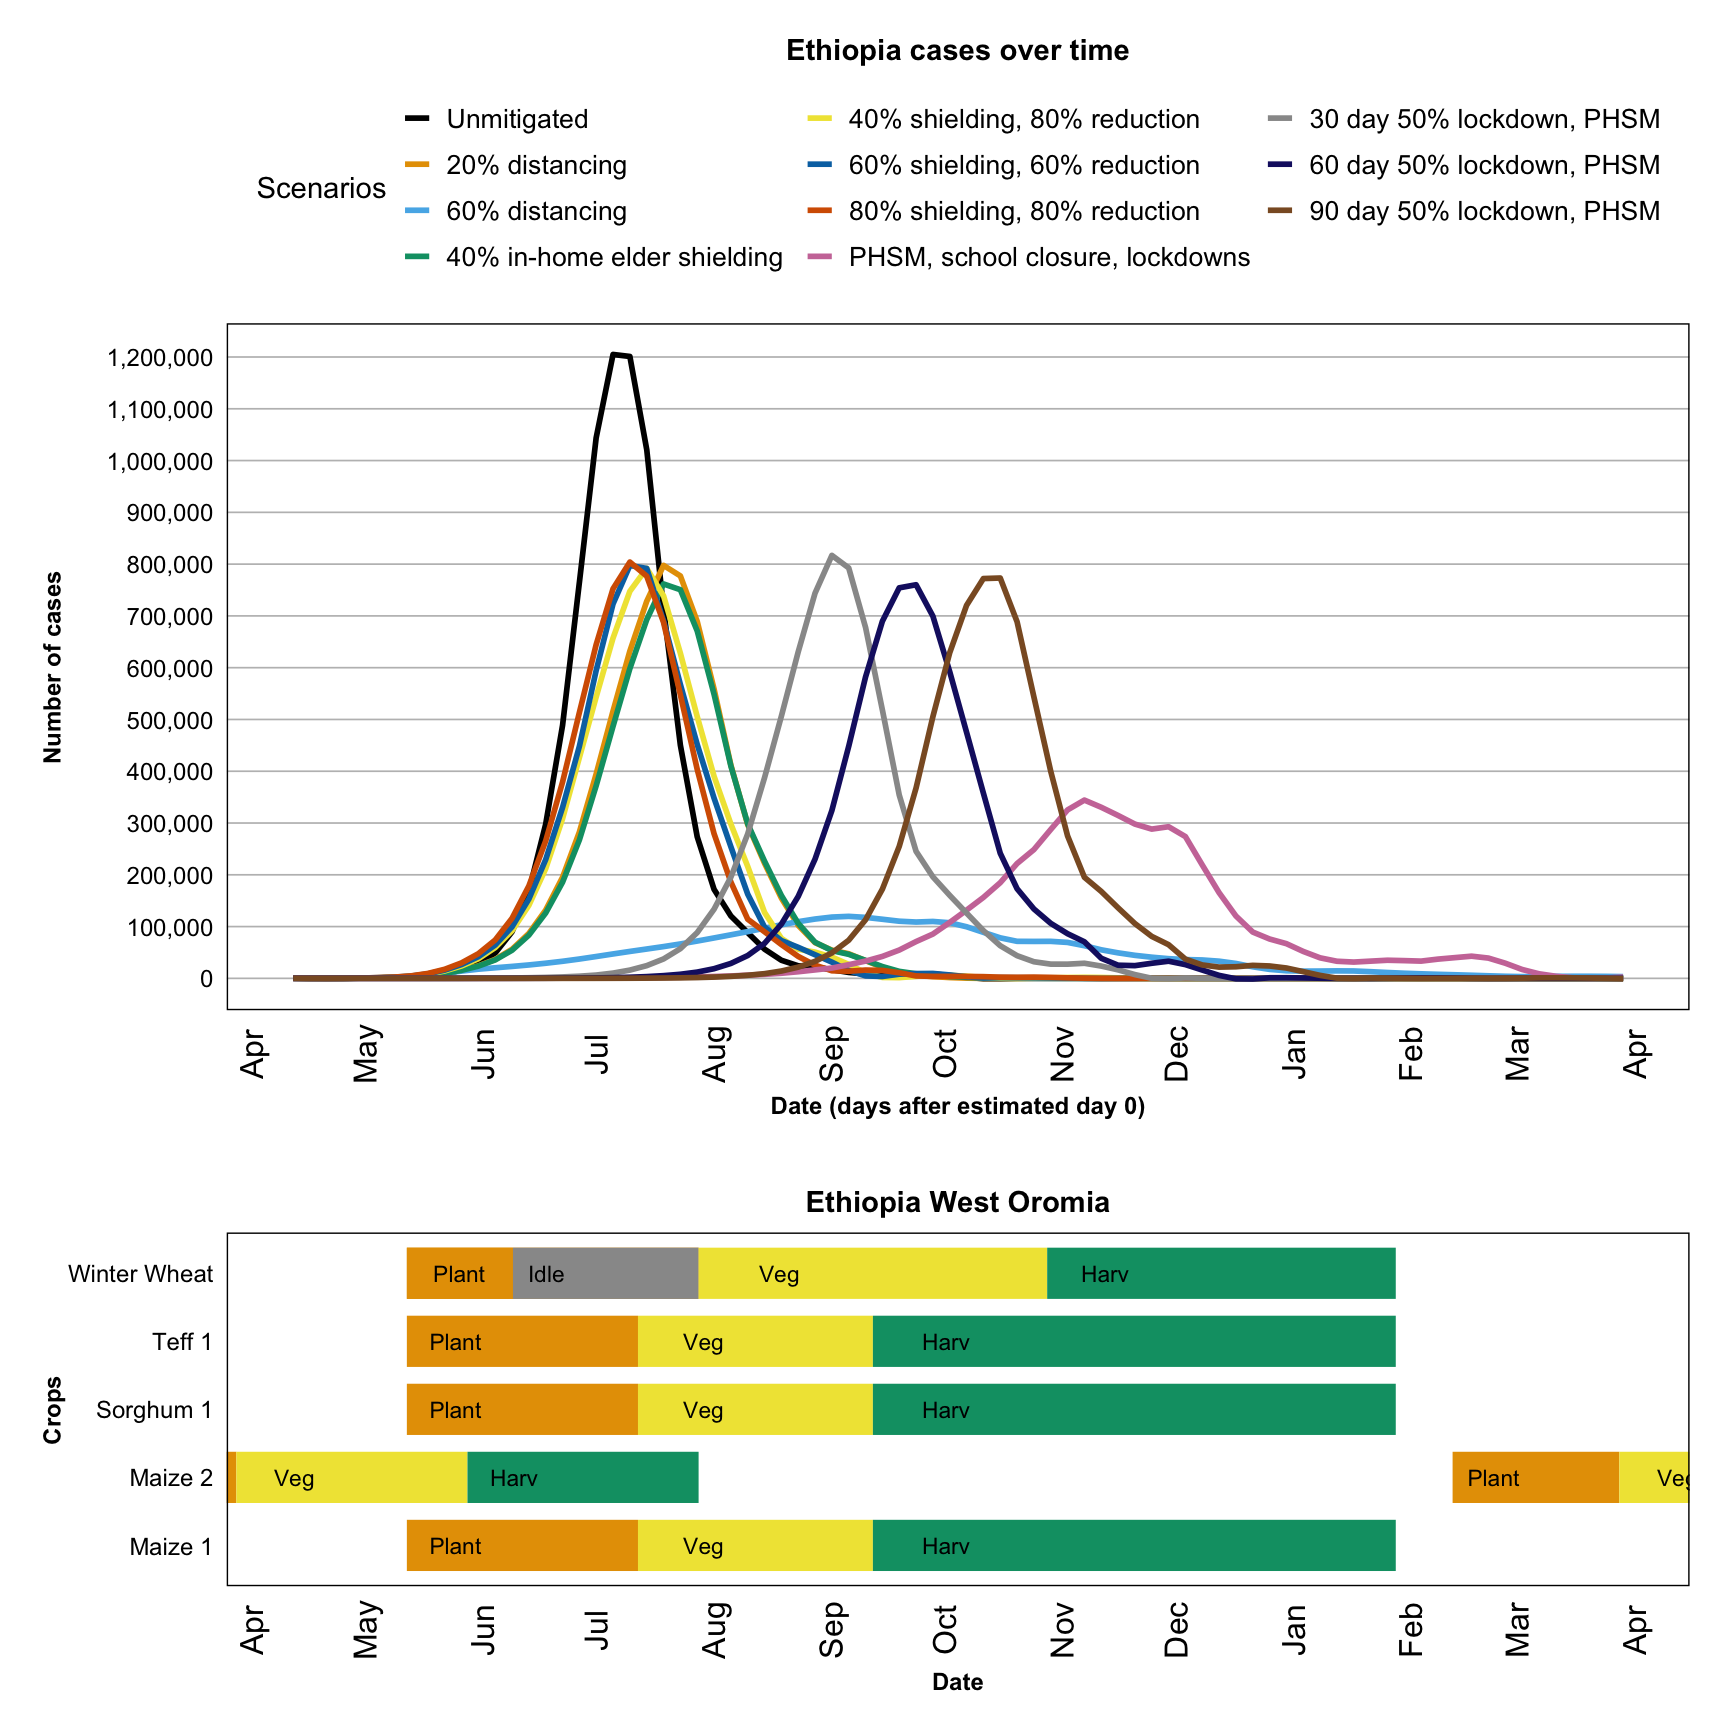 Ethiopia cases over time
Scenarios
Unmitigated
20% distancing
60% distancing
40% in-home elder shielding
40% shielding, 80% reduction
60% shielding, 60% reduction
80% shielding, 80% reduction
PHSM, school closure, lockdowns
30 day 50% lockdown, PHSM
60 day 50% lockdown, PHSM
90 day 50% lockdown, PHSM
Number of cases
1,200,000
1,100,000
1,000,000
900,000
800,000
700,000
600,000
500,000
400,000
300,000
200,000
100,000
0
Apr May Jun Jul Aug Sep Oct Nov Dec Jan Feb Mar Apr
Date (days after estimated day 0)
Ethiopia West Oromia
Crops
Winter Wheat Plant Idle Veg Harv
Teff 1 Plant Veg Harv
Sorghum 1 Plant Veg Harv
Maize 2 Veg Harv Plant Veg
Maize 1 Plant Veg Harv
Apr May Jun Jul Aug Sep Oct Nov Dec Jan Feb Mar Apr
Date